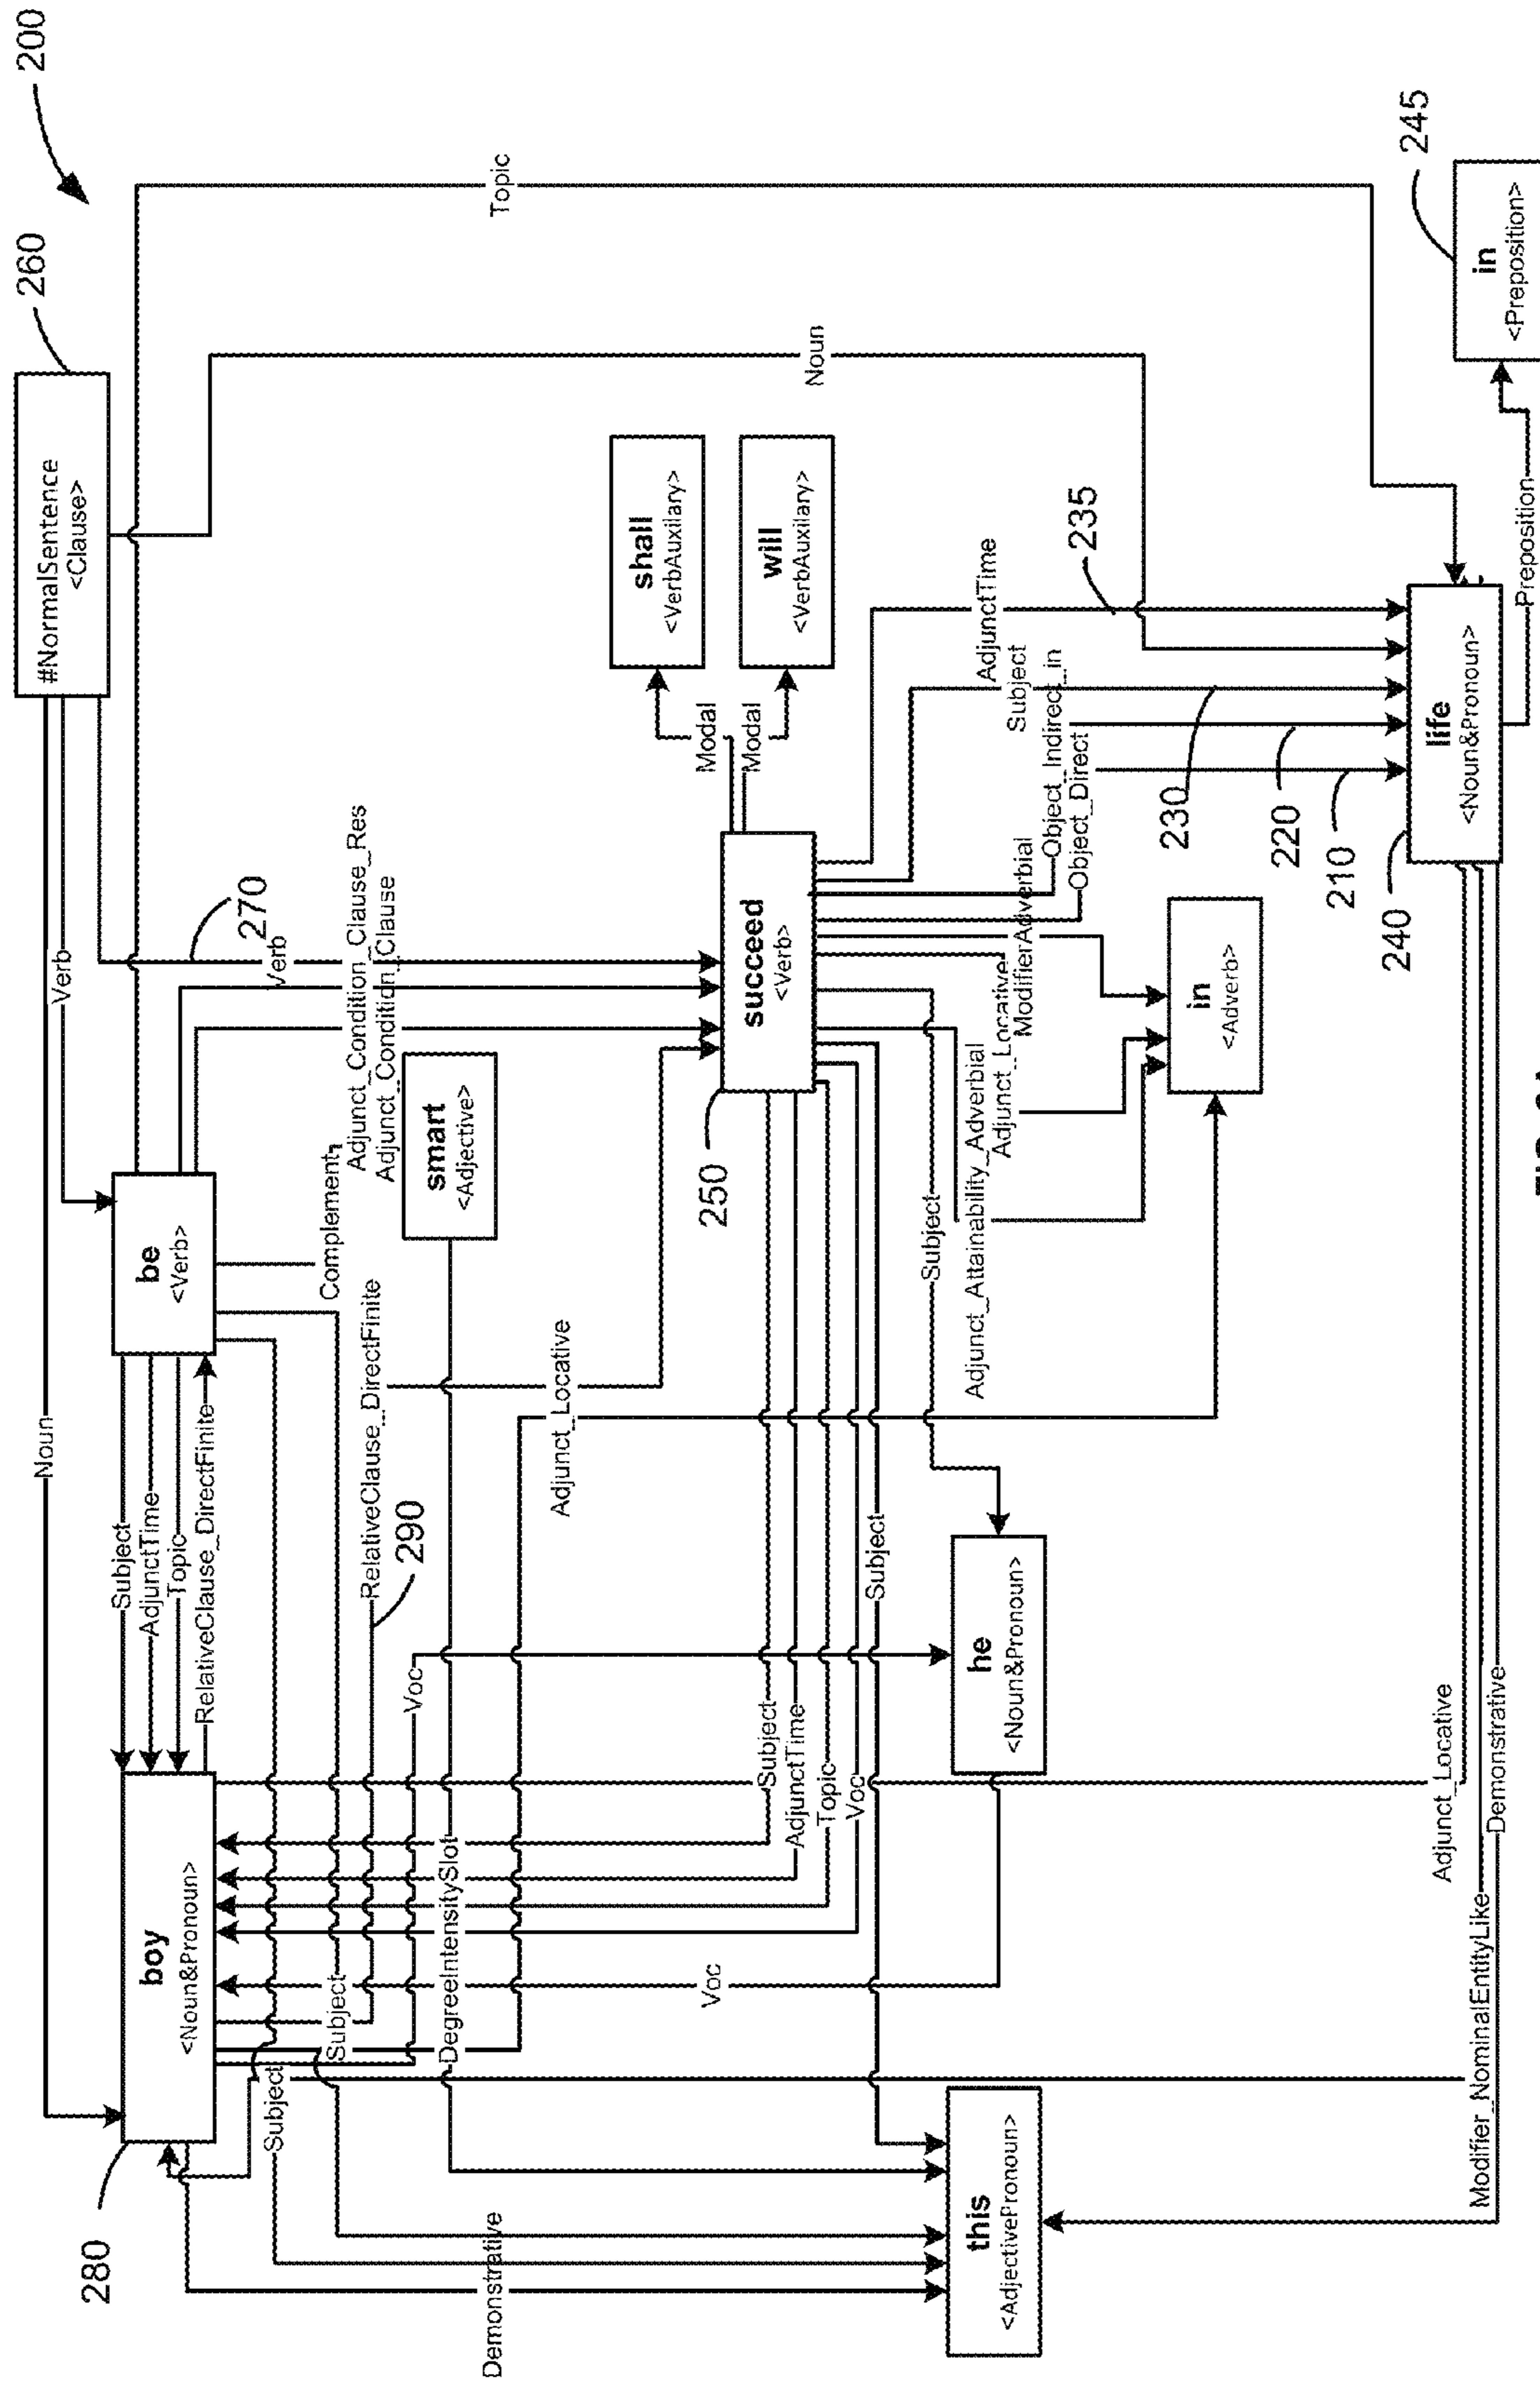 200
260
#NormalSentence
<Clause>
Verb
Noun
Topic
Noun
270
Verb
be
<Verb>
Subject
AdjunctTime
Topic
RelativeClause_DirectFinite
boy
<Noun&Pronoun>
280
Complement
Adjunct_Condition_Clause_Res
Adjunct_Condition_Clause
smart
<Adjective>
RelativeClause_DirectFinite
290
Adjunct_Locative
Voc
Subject
Subject
DegreeIntensitySlot
Demonstrative
shall
<VerbAuxilary>
will
<VerbAuxilary>
Modal
Modal
succeed
<Verb>
250
Subject
AdjunctTime
Topic
Voc
Subject
Voc
Subject
Adjunct_Attainability_Adverbial
Adjunct_Locative
ModifierAdverbial
Object_Indirect_in
Object_Direct
Subject
AdjunctTime
235
230
220
210
240
in
<Adverb>
he
<Noun&Pronoun>
this
<AdjectivePronoun>
life
<Noun&Pronoun>
245
in
<Preposition>
Preposition
Adjunct_Locative
Modifier_NominalEntityLike
Demonstrative